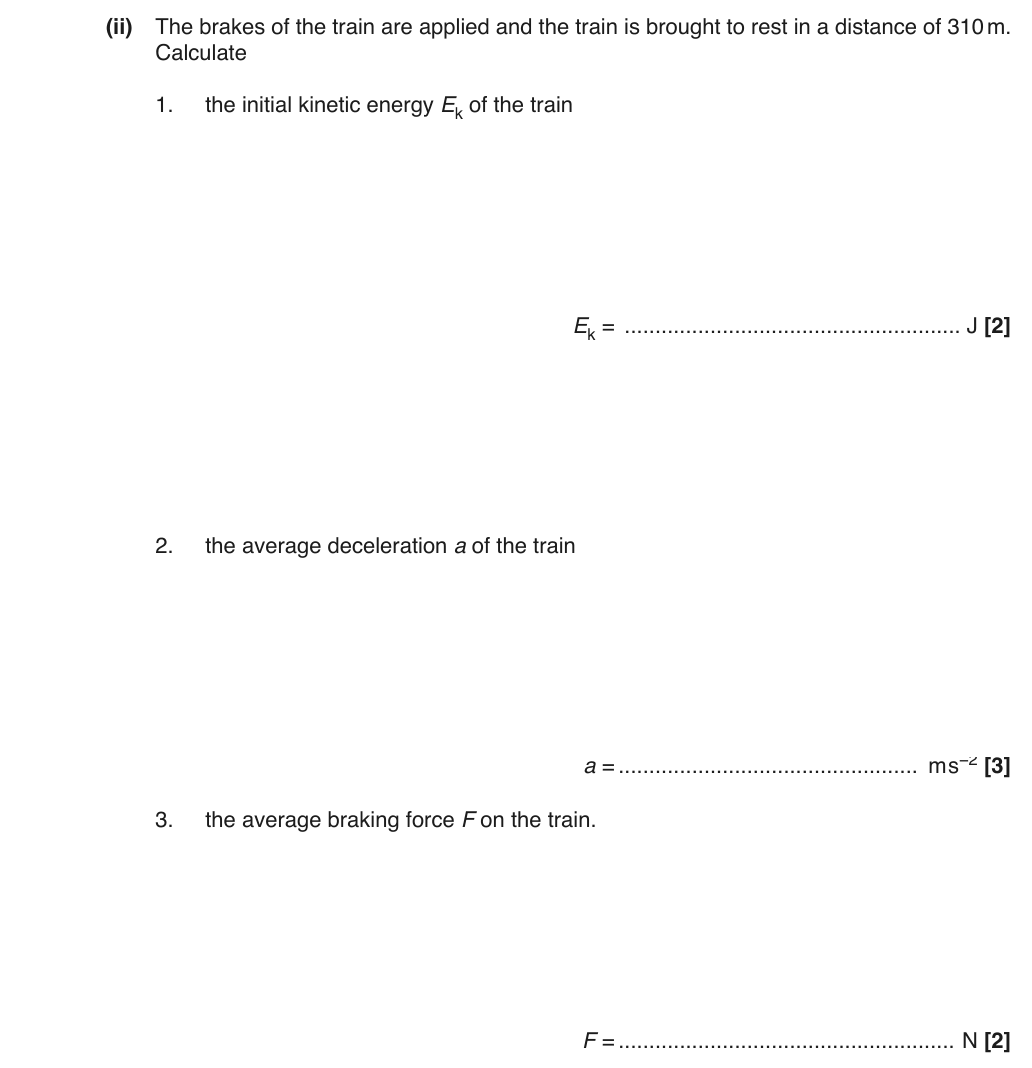 (ii) The brakes of the train are applied and the train is brought to rest in a distance of 310 m.
Calculate
1. the initial kinetic energy Eₖ of the train
Eₖ = ....................................................... J [2]
2. the average deceleration a of the train
a = ................................................. m s⁻² [3]
3. the average braking force F on the train.
F = ....................................................... N [2]